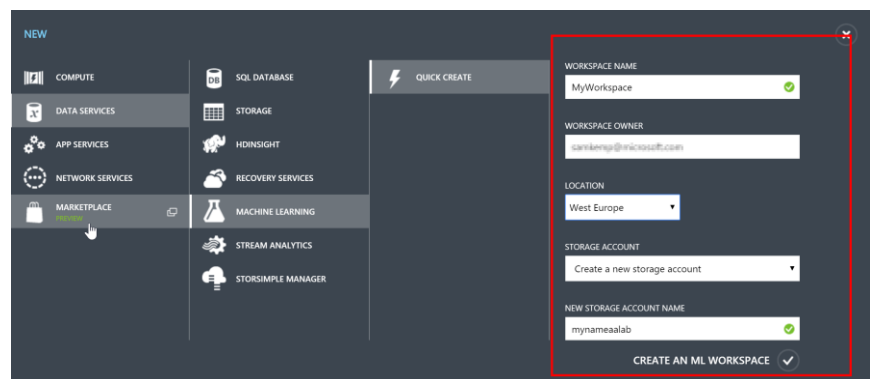 NEW
COMPUTE
DATA SERVICES
APP SERVICES
NETWORK SERVICES
MARKETPLACE
PREVIEW
DB
SQL DATABASE
STORAGE
HDINSIGHT
RECOVERY SERVICES
MACHINE LEARNING
STREAM ANALYTICS
STORSIMPLE MANAGER
QUICK CREATE
WORKSPACE NAME
MyWorkspace
WORKSPACE OWNER
LOCATION
West Europe
STORAGE ACCOUNT
Create a new storage account
NEW STORAGE ACCOUNT NAME
mynameaalab
CREATE AN ML WORKSPACE